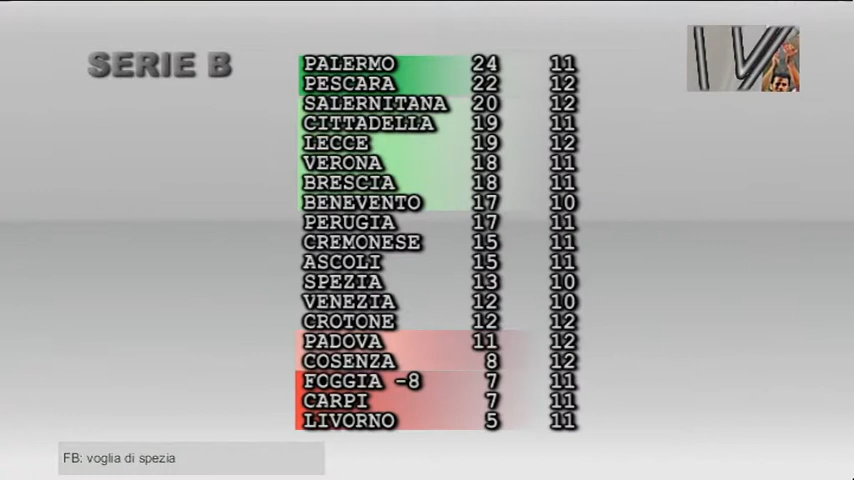 SERIE B
PALERMO 24 11
PESCARA 22 12
SALERNITANA 20 12
CITTADELLA 19 11
LECCE 19 12
VERONA 18 11
BRESCIA 18 11
BENEVENTO 17 10
PERUGIA 17 11
CREMONESE 15 11
ASCOLI 15 11
SPEZIA 13 10
VENEZIA 12 10
CROTONE 12 12
PADOVA 11 12
COSENZA 8 12
FOGGIA -8 7 11
CARPI 7 11
LIVORNO 5 11
FB: voglia di spezia